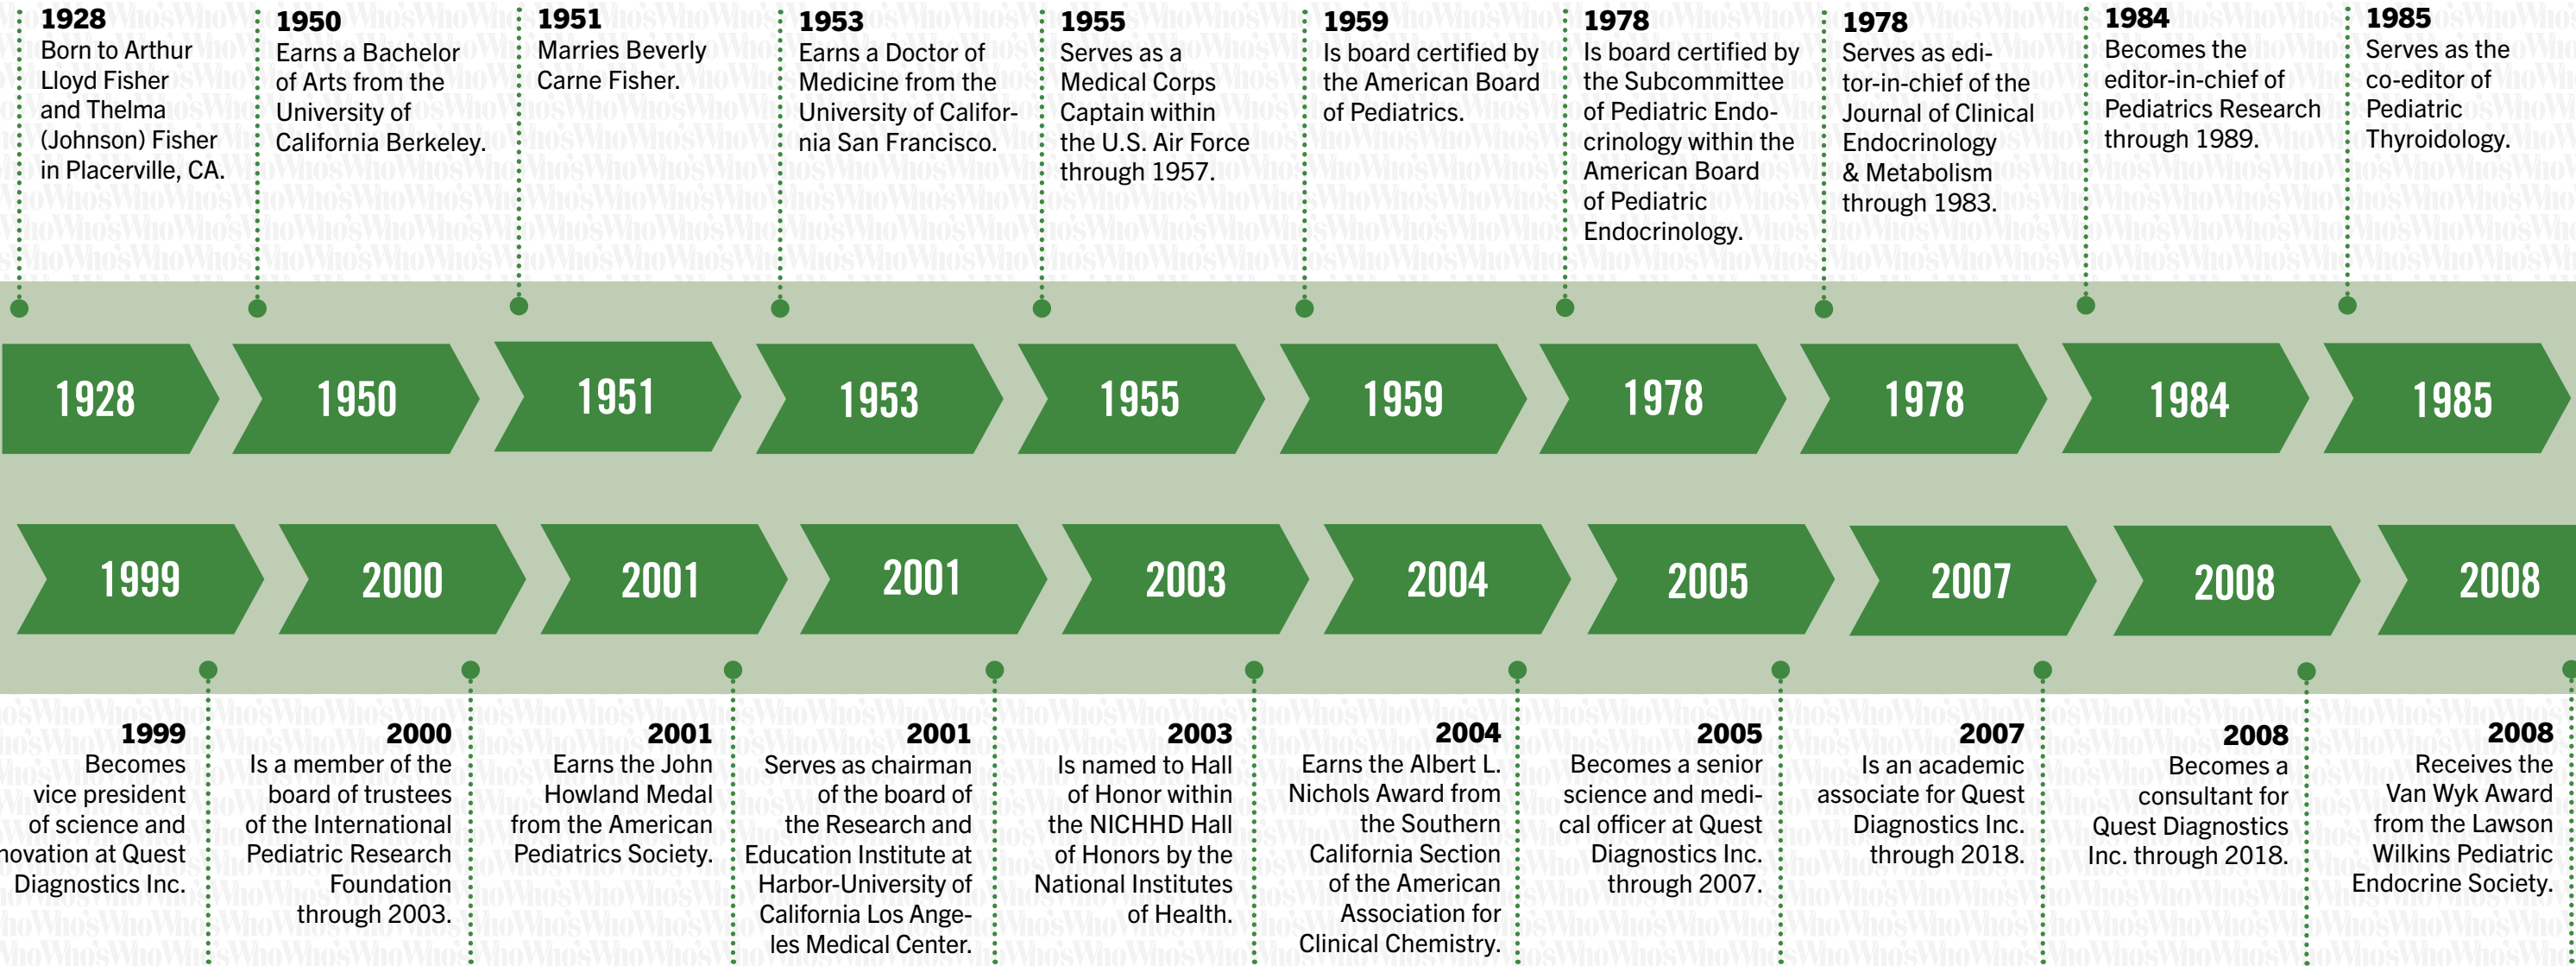 1928
Born to Arthur
Lloyd Fisher
and Thelma
(Johnson) Fisher
in Placerville, CA.
1950
Earns a Bachelor
of Arts from the
University of
California Berkeley.
1951
Marries Beverly
Carne Fisher.
1953
Earns a Doctor of
Medicine from the
University of Califor-
nia San Francisco.
1955
Serves as a
Medical Corps
Captain within
the U.S. Air Force
through 1957.
1959
Is board certified by
the American Board
of Pediatrics.
1978
Is board certified by
the Subcommittee
of Pediatric Endo-
crinology within the
American Board
of Pediatric
Endocrinology.
1978
Serves as edi-
tor-in-chief of the
Journal of Clinical
Endocrinology
& Metabolism
through 1983.
1984
Becomes the
editor-in-chief of
Pediatrics Research
through 1989.
1985
Serves as the
co-editor of
Pediatric
Thyroidology.
1928
1950
1951
1953
1955
1959
1978
1978
1984
1985
1999
2000
2001
2001
2003
2004
2005
2007
2008
2008
1999
Becomes
vice president
of science and
novation at Quest
Diagnostics Inc.
2000
Is a member of the
board of trustees
of the International
Pediatric Research
Foundation
through 2003.
2001
Earns the John
Howland Medal
from the American
Pediatrics Society.
2001
Serves as chairman
of the board of
the Research and
Education Institute at
Harbor-University of
California Los Ange-
les Medical Center.
2003
Is named to Hall
of Honor within
the NICHHD Hall
of Honors by the
National Institutes
of Health.
2004
Earns the Albert L.
Nichols Award from
the Southern
California Section
of the American
Association for
Clinical Chemistry.
2005
Becomes a senior
science and medi-
cal officer at Quest
Diagnostics Inc.
through 2007.
2007
Is an academic
associate for Quest
Diagnostics Inc.
through 2018.
2008
Becomes a
consultant for
Quest Diagnostics
Inc. through 2018.
2008
Receives the
Van Wyk Award
from the Lawson
Wilkins Pediatric
Endocrine Society.